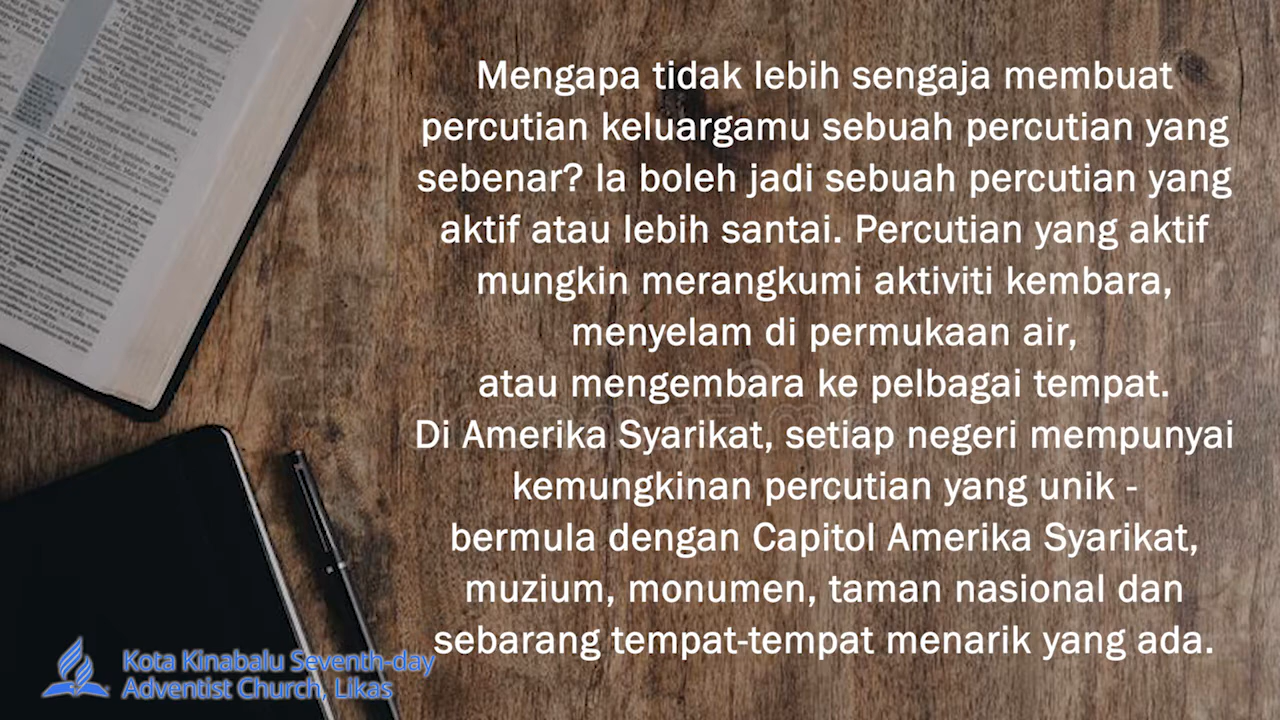 Mengapa tidak lebih sengaja membuat
percutian keluargamu sebuah percutian yang
sebenar? Ia boleh jadi sebuah percutian yang
aktif atau lebih santai. Percutian yang aktif
mungkin merangkumi aktiviti kembara,
menyelam di permukaan air,
atau mengembara ke pelbagai tempat.
Di Amerika Syarikat, setiap negeri mempunyai
kemungkinan percutian yang unik -
bermula dengan Capitol Amerika Syarikat,
muzium, monumen, taman nasional dan
sebarang tempat-tempat menarik yang ada.
Kota Kinabalu Seventh-day
Adventist Church, Likas